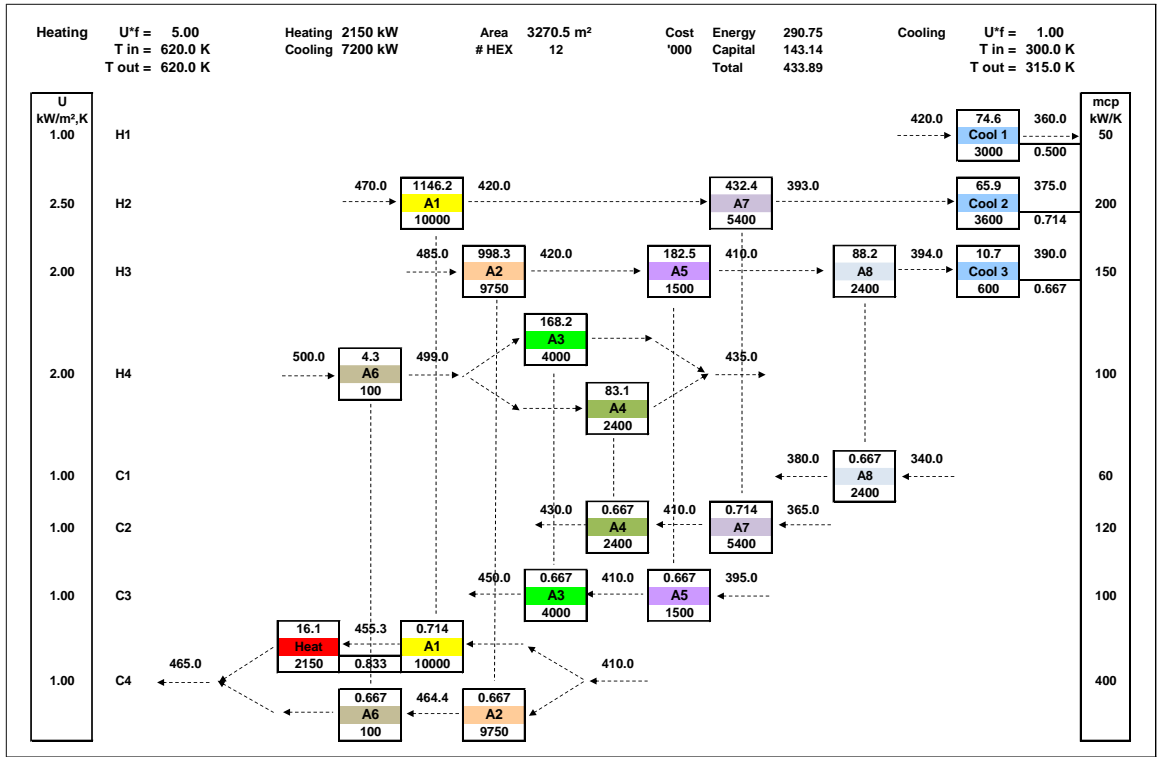 Heating U*f = 5.00 Heating 2150 kW Area 3270.5 m² Cost Energy 290.75 Cooling U*f = 1.00
T in = 620.0 K Cooling 7200 kW # HEX 12 '000 Capital 143.14 T in = 300.0 K
T out = 620.0 K Total 433.89 T out = 315.0 K
U mcp
kW/m²,K kW/K
420.0 74.6 360.0
1.00 H1 Cool 1 50
3000 0.500
470.0 1146.2 420.0 432.4 393.0 65.9 375.0
2.50 H2 A1 A7 Cool 2 200
10000 5400 3600 0.714
485.0 998.3 420.0 182.5 410.0 88.2 394.0 10.7 390.0
2.00 H3 A2 A5 A8 Cool 3 150
9750 1500 2400 600 0.667
168.2
A3
4000
500.0 4.3 499.0 435.0
2.00 H4 A6 100
100
83.1
A4
2400
380.0 0.667 340.0
1.00 C1 A8 60
2400
430.0 0.667 410.0 0.714 365.0
1.00 C2 A4 A7 120
2400 5400
450.0 0.667 410.0 0.667 395.0
1.00 C3 A3 A5 100
4000 1500
16.1 455.3 0.714
Heat A1
2150 0.833 10000
465.0 410.0
1.00 C4 400
0.667 464.4 0.667
A6 A2
100 9750